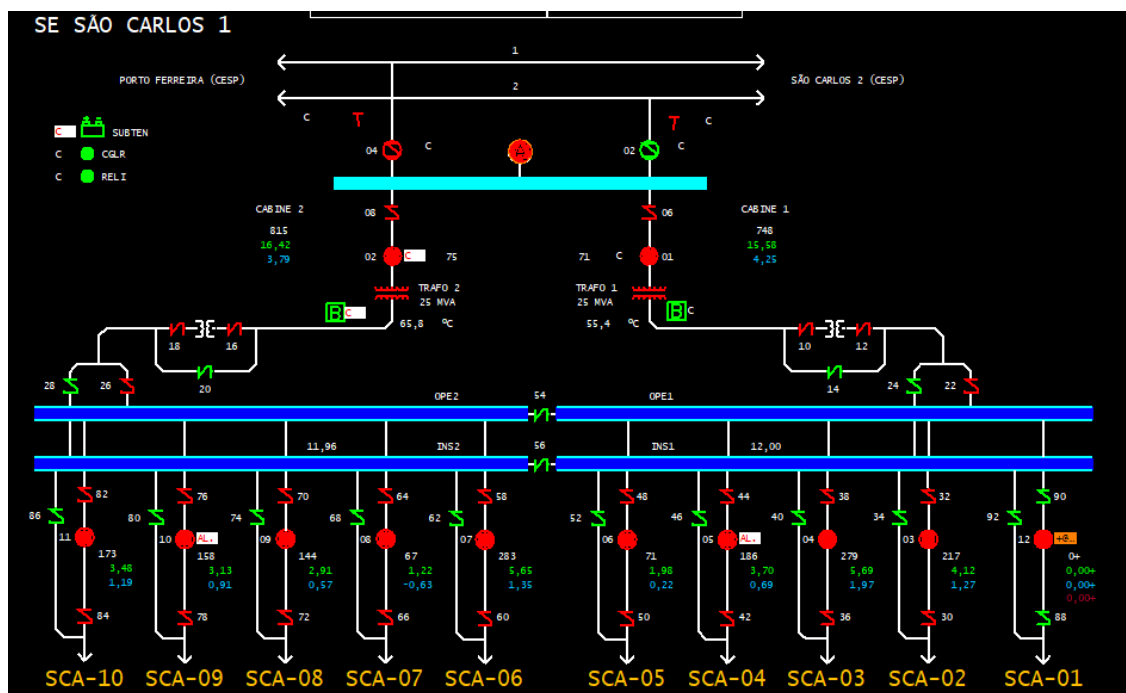 SE SÃO CARLOS 1
1
PORTO FERREIRA (CESP)
SÃO CARLOS 2 (CESP)
2
C T
T C
C SUBTEN
C CGLR
C RELI
04 C
A
02 C
CABINE 2
815
16,42
3,79
08
06
CABINE 1
748
15,58
4,25
02 C 75
71 C 01
TRAFO 2
25 MVA
TRAFO 1
25 MVA
B C
B C
65,8 ºC
55,4 ºC
18 16
20
10 12
14
28 26
24 22
OPE2 54 OPE1
11,96 INS2 56 INS1 12,00
82 76 70 64 58 48 44 38 32 90
86 80 74 68 62 52 46 40 34 92
11 10 AL. 09 08 07 06 05 AL. 04 03 12 +@…
173 158 144 67 283 71 186 279 217 0+
3,48 3,13 2,91 1,22 5,65 1,98 3,70 5,69 4,12 0,00+
1,19 0,91 0,57 -0,63 1,35 0,22 0,69 1,97 1,27 0,00+
0,00+
84 78 72 66 60 50 42 36 30 88
SCA-10 SCA-09 SCA-08 SCA-07 SCA-06 SCA-05 SCA-04 SCA-03 SCA-02 SCA-01